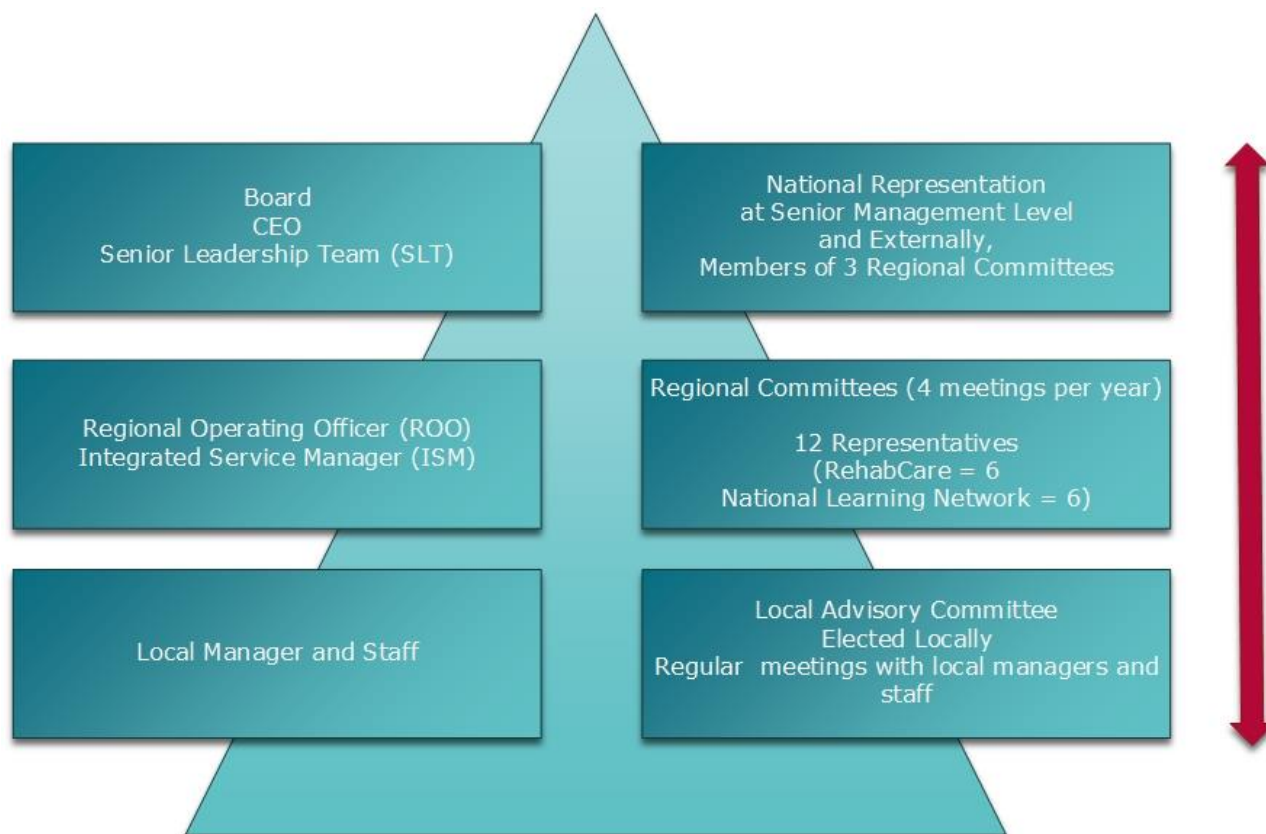 Board
CEO
Senior Leadership Team (SLT)
National Representation
at Senior Management Level
and Externally,
Members of 3 Regional Committees
Regional Operating Officer (ROO)
Integrated Service Manager (ISM)
Regional Committees (4 meetings per year)
12 Representatives
(RehabCare = 6
National Learning Network = 6)
Local Manager and Staff
Local Advisory Committee
Elected Locally
Regular  meetings with local managers and
staff